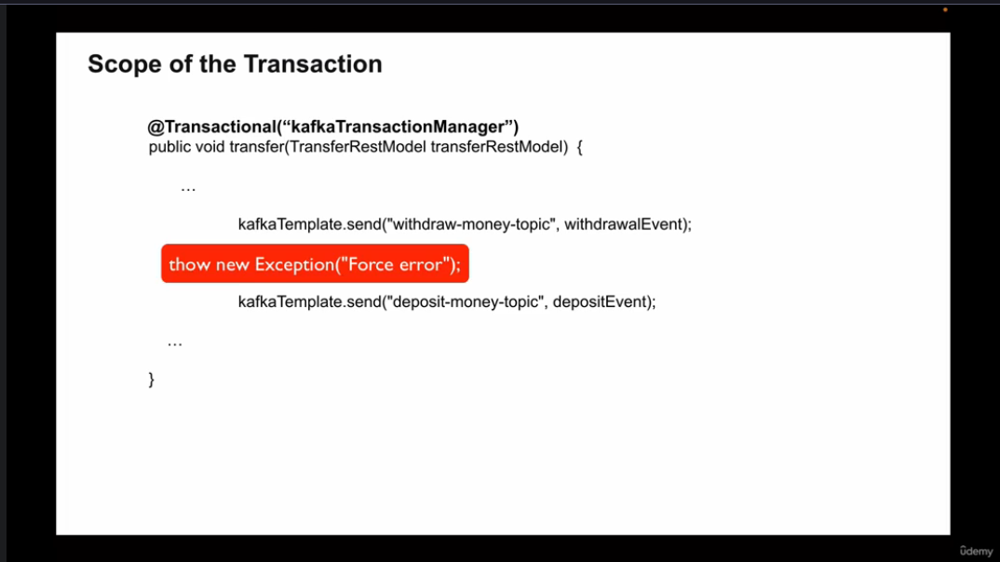 Scope of the Transaction
@Transactional(“kafkaTransactionManager”)
public void transfer(TransferRestModel transferRestModel) {
...
kafkaTemplate.send("withdraw-money-topic", withdrawalEvent);
thow new Exception("Force error");
kafkaTemplate.send("deposit-money-topic", depositEvent);
...
}
ûdemy